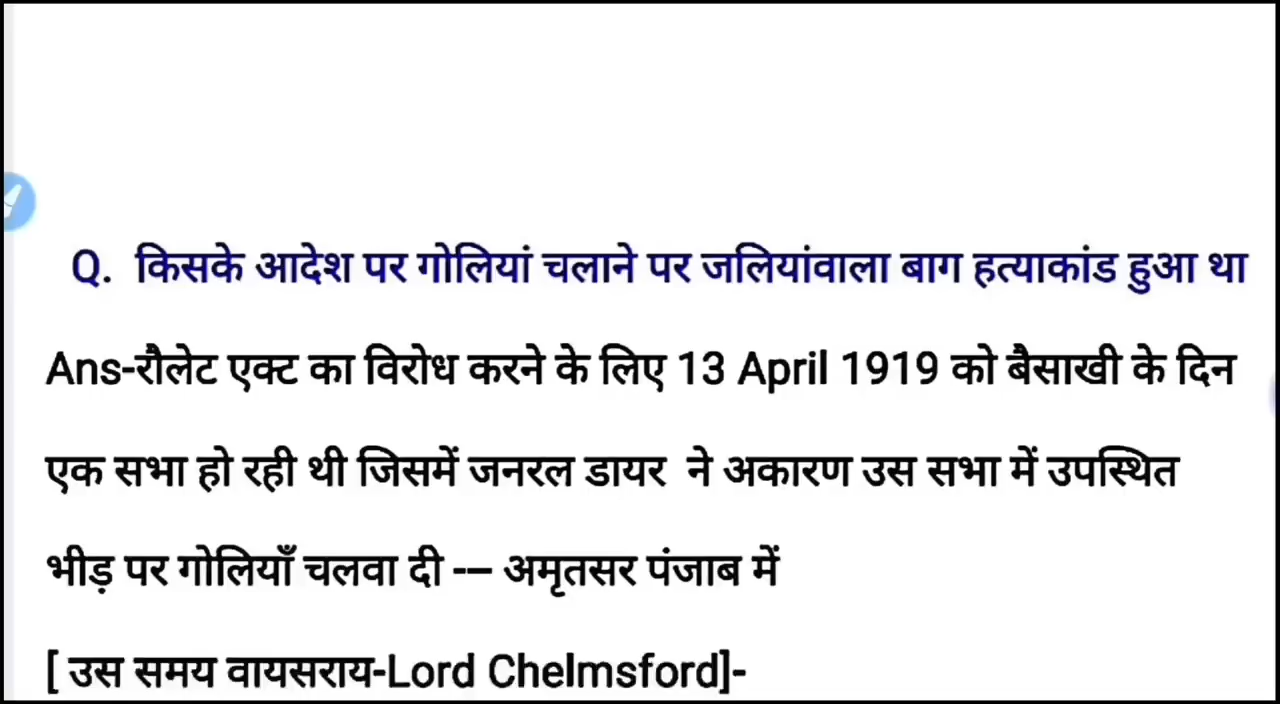 Q. किसके आदेश पर गोलियां चलाने पर जलियांवाला बाग हत्याकांड हुआ था
Ans-रौलेट एक्ट का विरोध करने के लिए 13 April 1919 को बैसाखी के दिन
एक सभा हो रही थी जिसमें जनरल डायर ने अकारण उस सभा में उपस्थित
भीड़ पर गोलियाँ चलवा दी -– अमृतसर पंजाब में
[ उस समय वायसराय-Lord Chelmsford]-